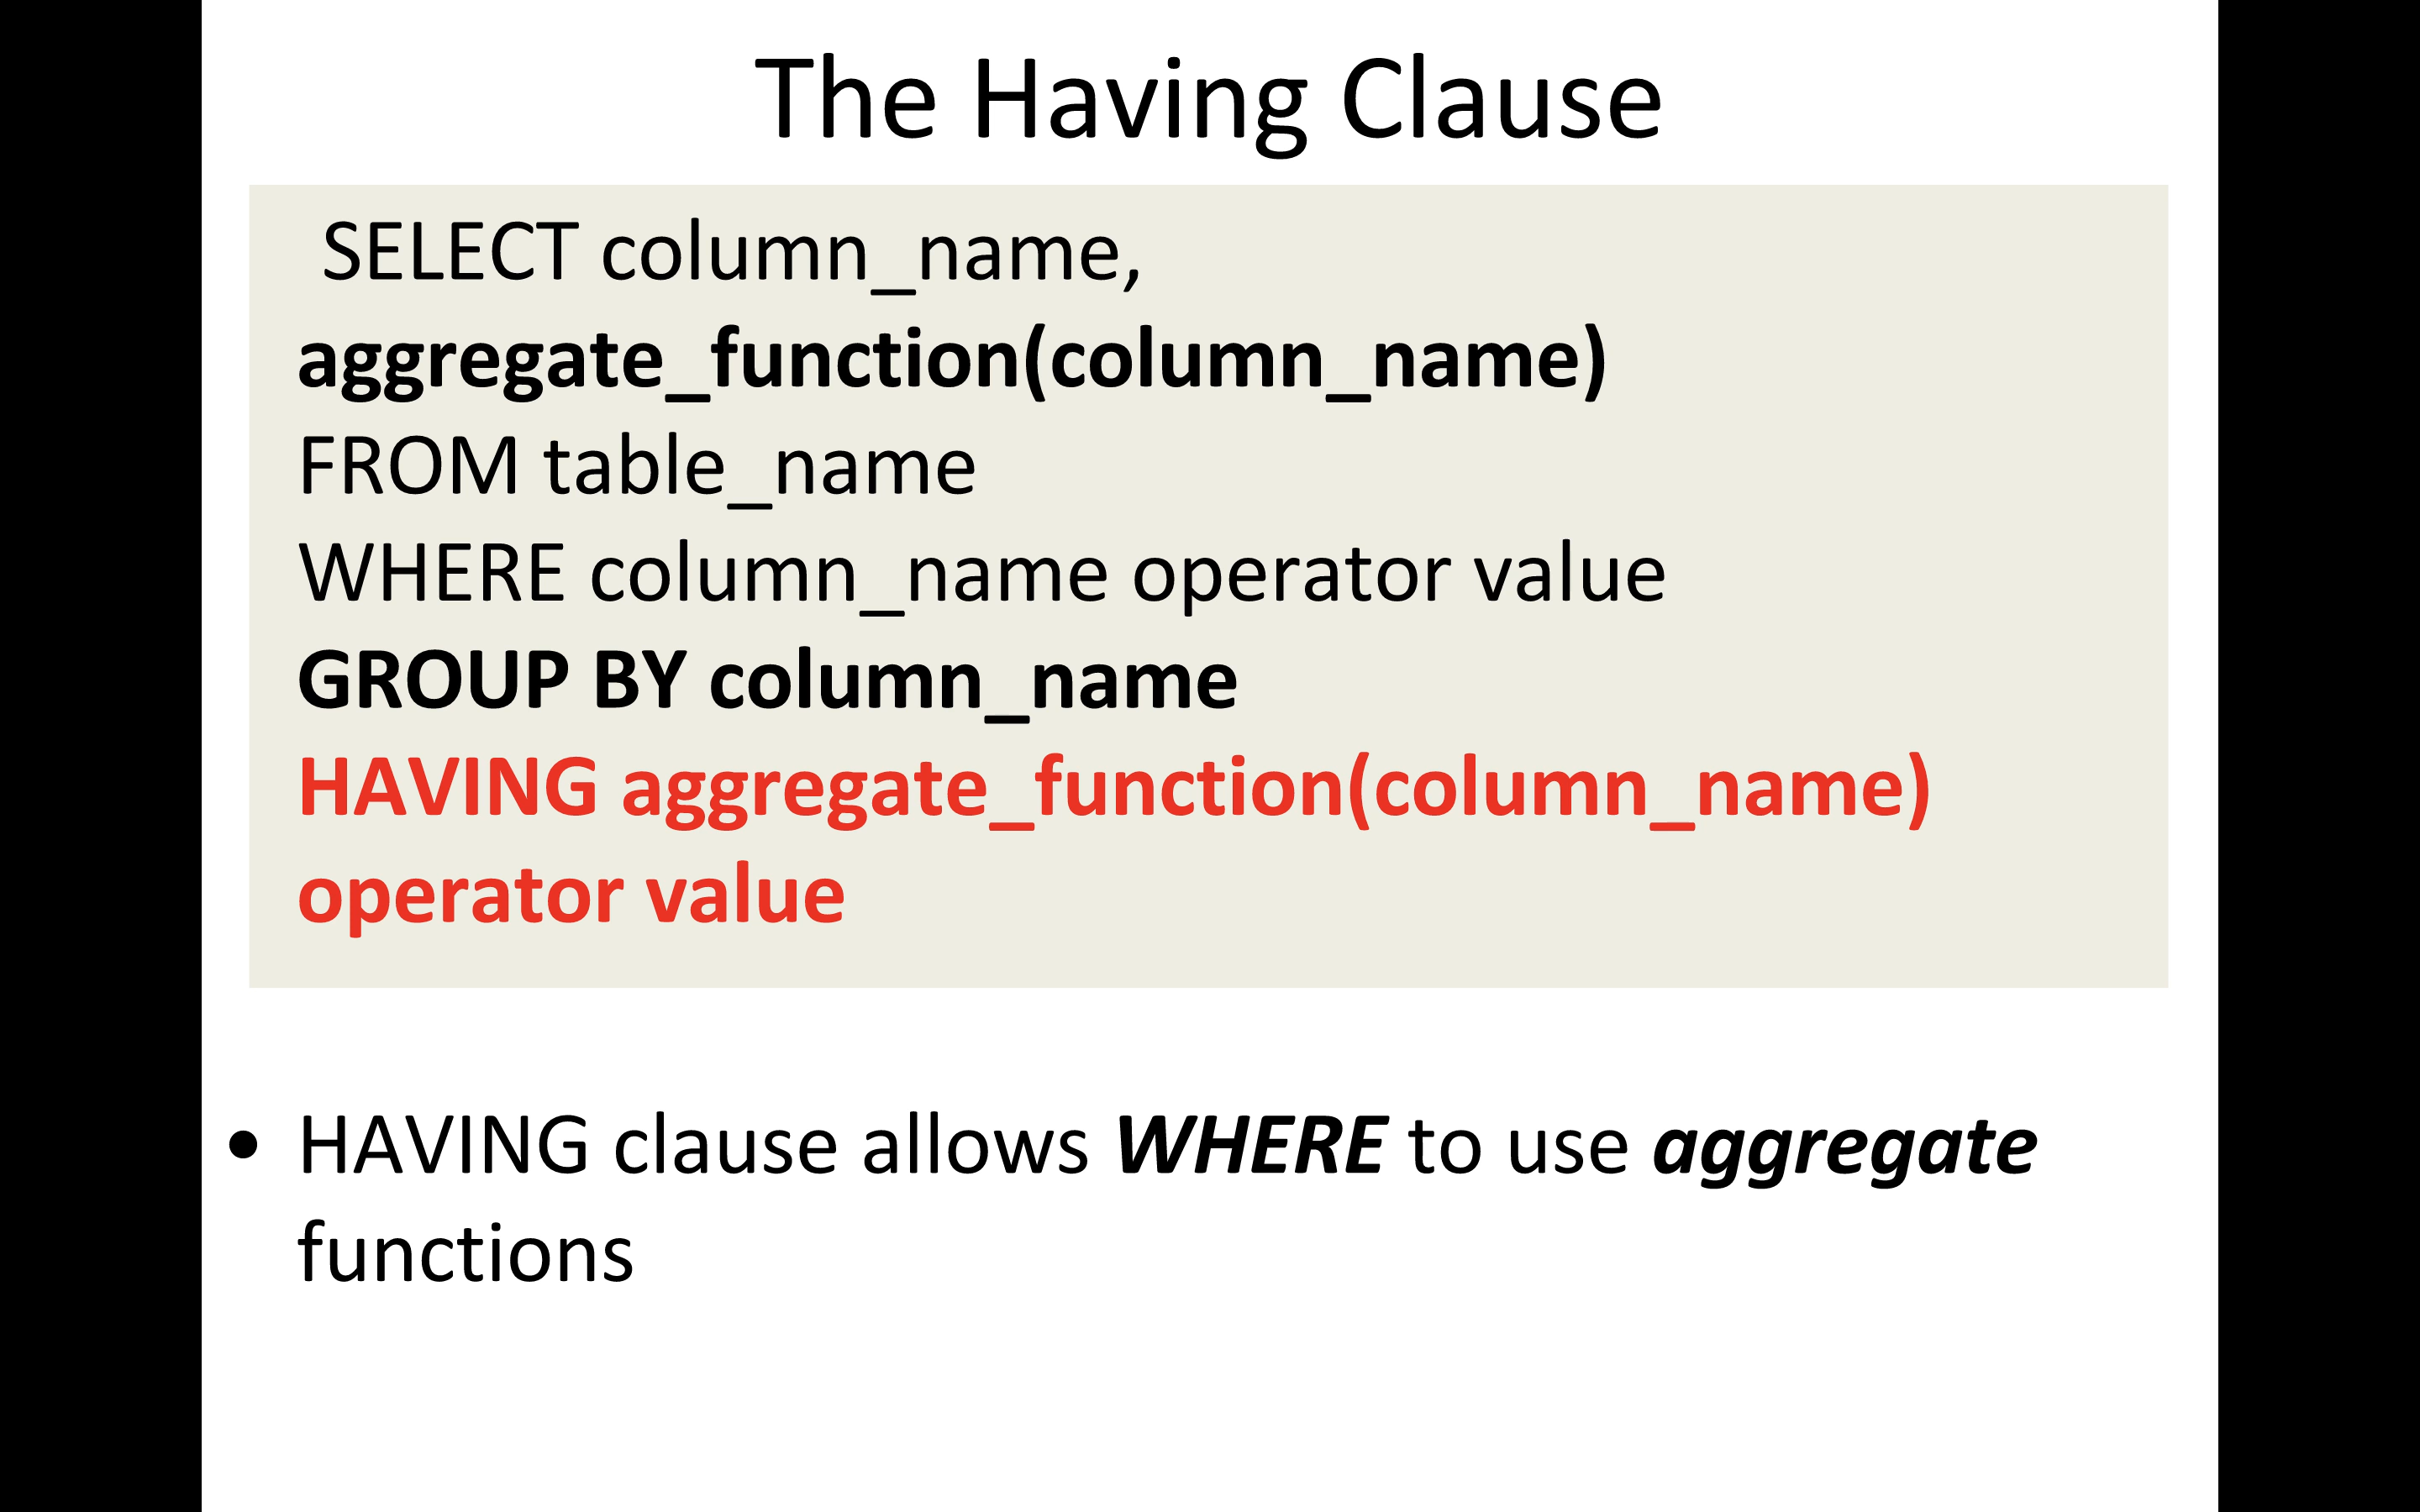 The Having Clause
SELECT column_name,
aggregate_function(column_name)
FROM table_name
WHERE column_name operator value
GROUP BY column_name
HAVING aggregate_function(column_name)
operator value
• HAVING clause allows WHERE to use aggregate
functions